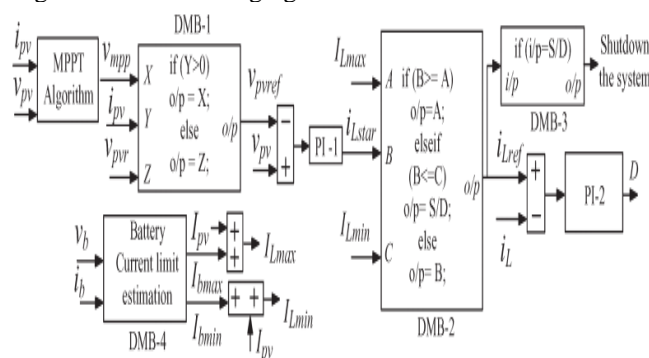 DMB-1
i_pv
v_pv
MPPT
Algorithm
v_mpp
i_pv
v_pvr
X
Y
Z
if (Y>0)
o/p = X;
else
o/p = Z;
o/p
v_pvref
v_pv
−
+
PI -1
i_Lstar
I_Lmax
I_Lmin
A
B
C
if (B>= A)
o/p=A;
elseif
(B<=C)
o/p= S/D;
else
o/p= B;
o/p
DMB-2
if (i/p=S/D)
i/p
o/p
DMB-3
Shutdown
the system
i_Lref
i_L
+
−
PI-2
D
v_b
i_b
Battery
Current limit
estimation
DMB-4
I_pv
I_bmax
I_bmin
+
+
I_Lmax
+ +
I_Lmin
I_pv